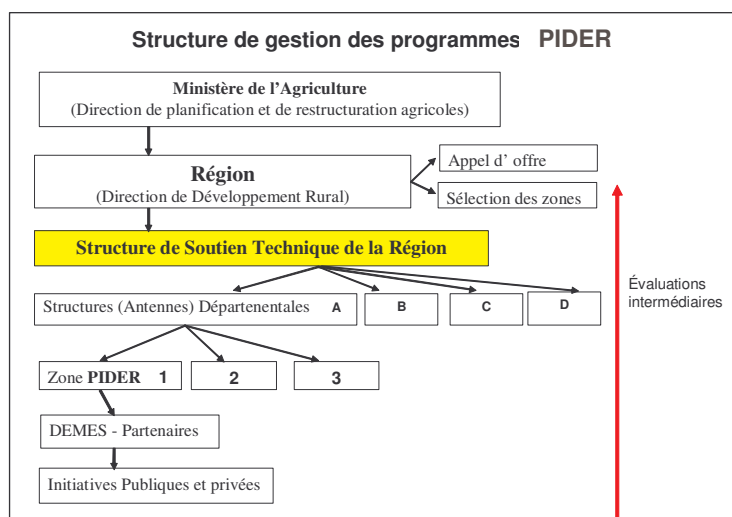 Structure de gestion des programmes PIDER
Ministère de l'Agriculture
(Direction de planification et de restructuration agricoles)
Région
(Direction de Développement Rural)
Appel d' offre
Sélection des zones
Structure de Soutien Technique de la Région
Évaluations
intermédiaires
Structures (Antennes) Départenentales A
B
C
D
Zone PIDER 1
2
3
DEMES - Partenaires
Initiatives Publiques et privées